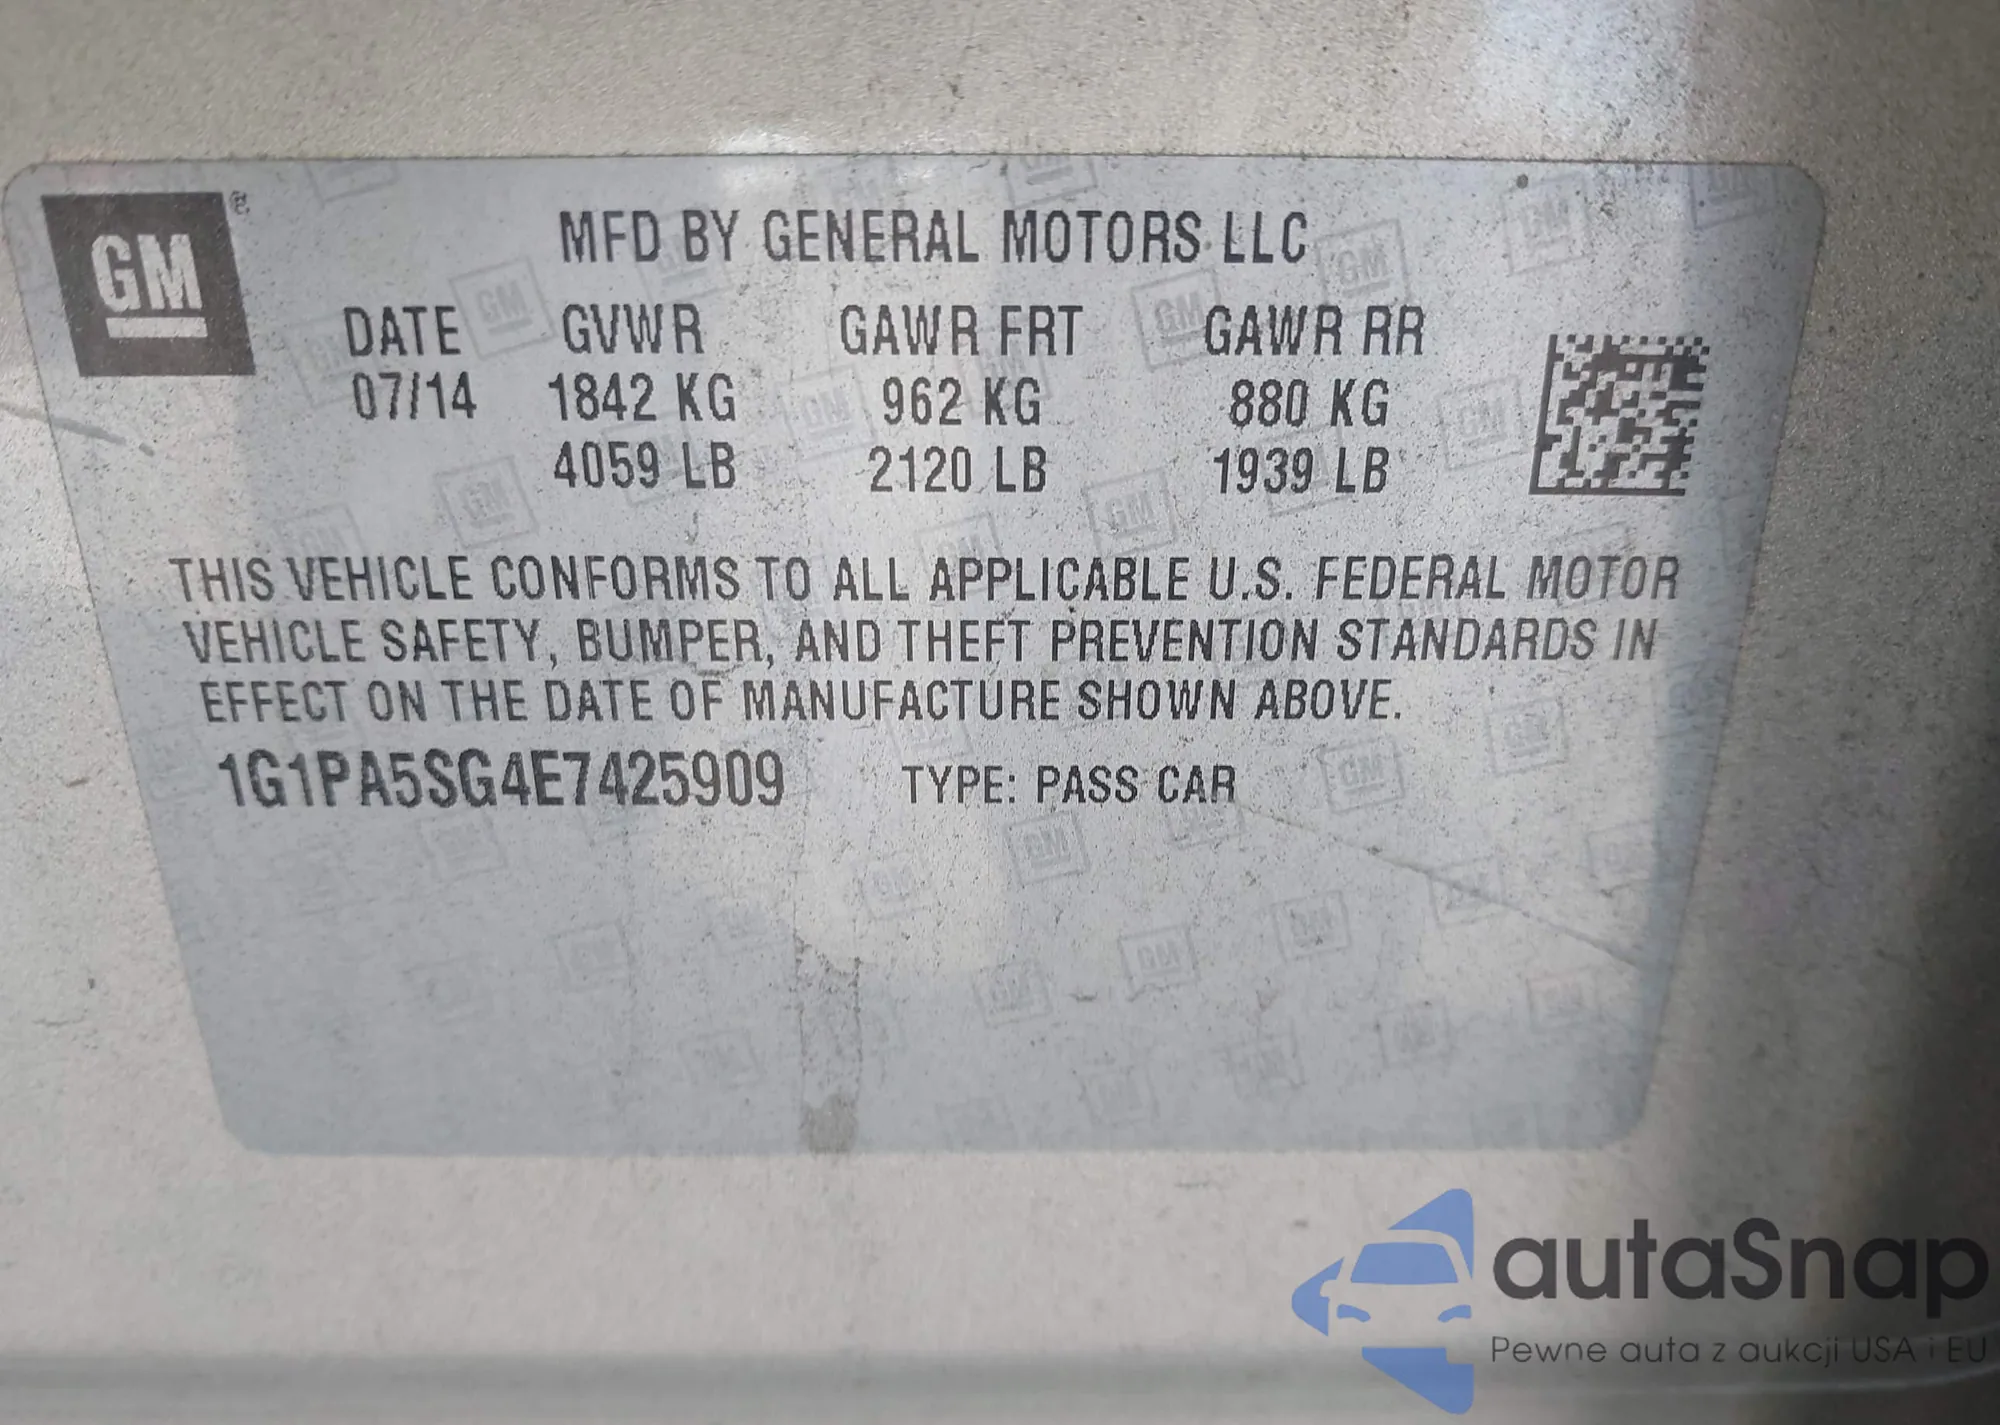 GM®
MFD BY GENERAL MOTORS LLC
DATE GVWR GAWR FRT GAWR RR
07/14 1842 KG 962 KG 880 KG
4059 LB 2120 LB 1939 LB
THIS VEHICLE CONFORMS TO ALL APPLICABLE U.S. FEDERAL MOTOR
VEHICLE SAFETY, BUMPER, AND THEFT PREVENTION STANDARDS IN
EFFECT ON THE DATE OF MANUFACTURE SHOWN ABOVE.
1G1PA5SG4E7425909 TYPE: PASS CAR
autaSnap
Pewne auta z aukcji USA i EU